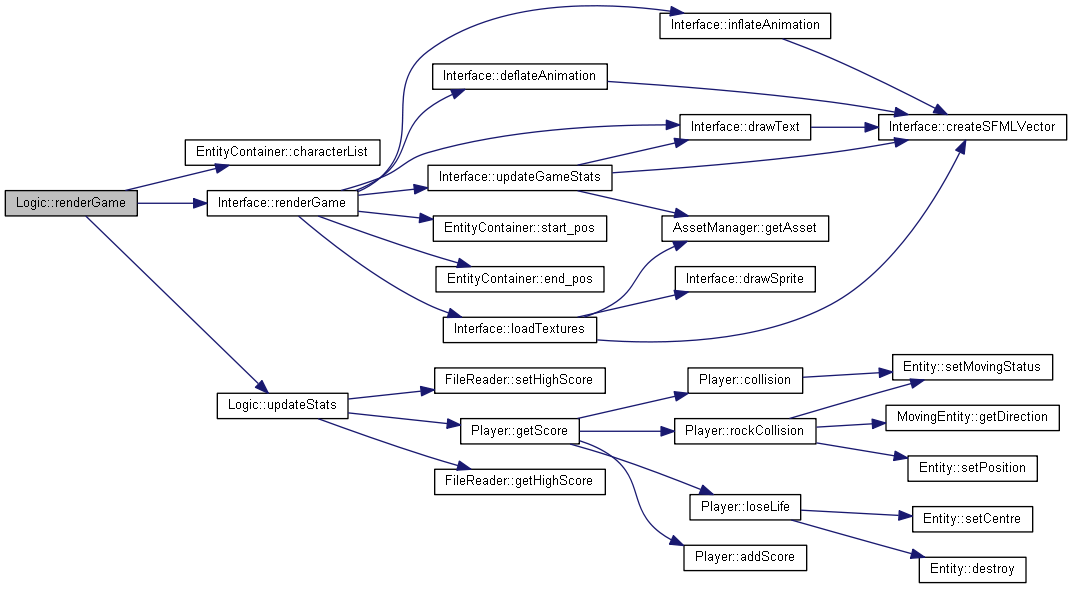 Interface::inflateAnimation
Interface::deflateAnimation
Interface::drawText
Interface::createSFMLVector
EntityContainer::characterList
Interface::updateGameStats
Logic::renderGame
Interface::renderGame
EntityContainer::start_pos
AssetManager::getAsset
EntityContainer::end_pos
Interface::drawSprite
Interface::loadTextures
Entity::setMovingStatus
FileReader::setHighScore
Player::collision
Logic::updateStats
MovingEntity::getDirection
Player::getScore
Player::rockCollision
Entity::setPosition
FileReader::getHighScore
Player::loseLife
Entity::setCentre
Player::addScore
Entity::destroy